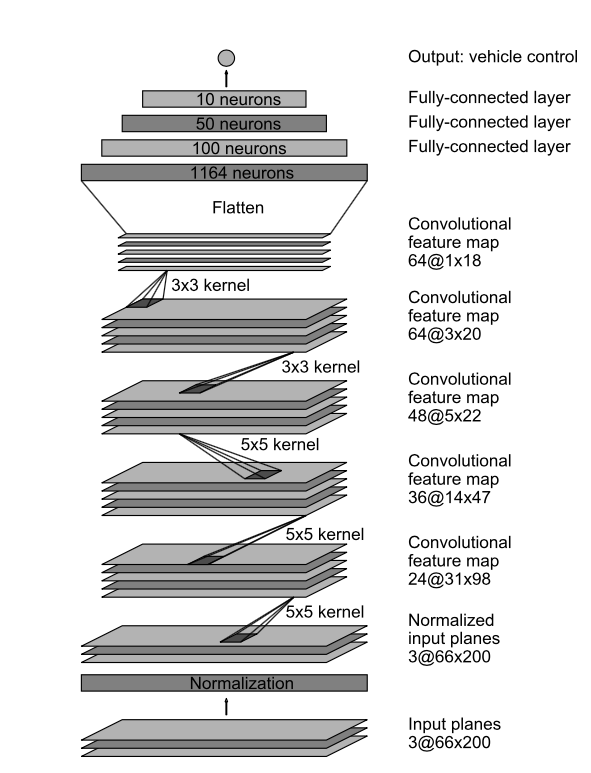 Output: vehicle control
10 neurons
Fully-connected layer
50 neurons
Fully-connected layer
100 neurons
Fully-connected layer
1164 neurons
Flatten
Convolutional
feature map
64@1x18
3x3 kernel
Convolutional
feature map
64@3x20
3x3 kernel
Convolutional
feature map
48@5x22
5x5 kernel
Convolutional
feature map
36@14x47
5x5 kernel
Convolutional
feature map
24@31x98
5x5 kernel
Normalized
input planes
3@66x200
Normalization
Input planes
3@66x200